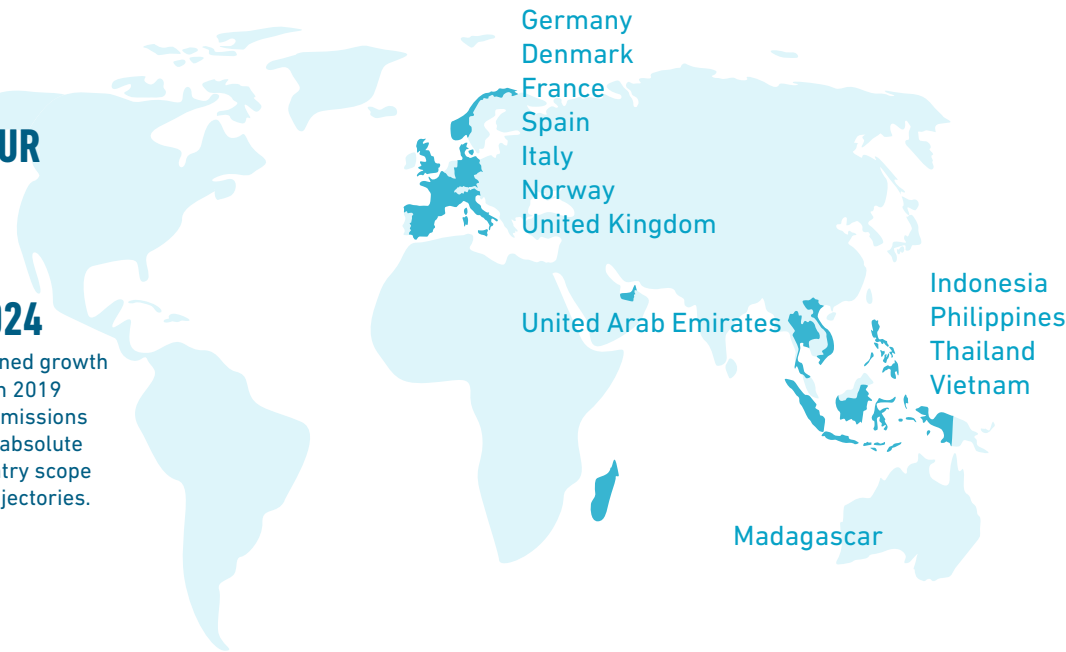 UR
024
ned growth
2019
missions
absolute
try scope
jectories.
Germany
Denmark
France
Spain
Italy
Norway
United Kingdom
United Arab Emirates
Indonesia
Philippines
Thailand
Vietnam
Madagascar